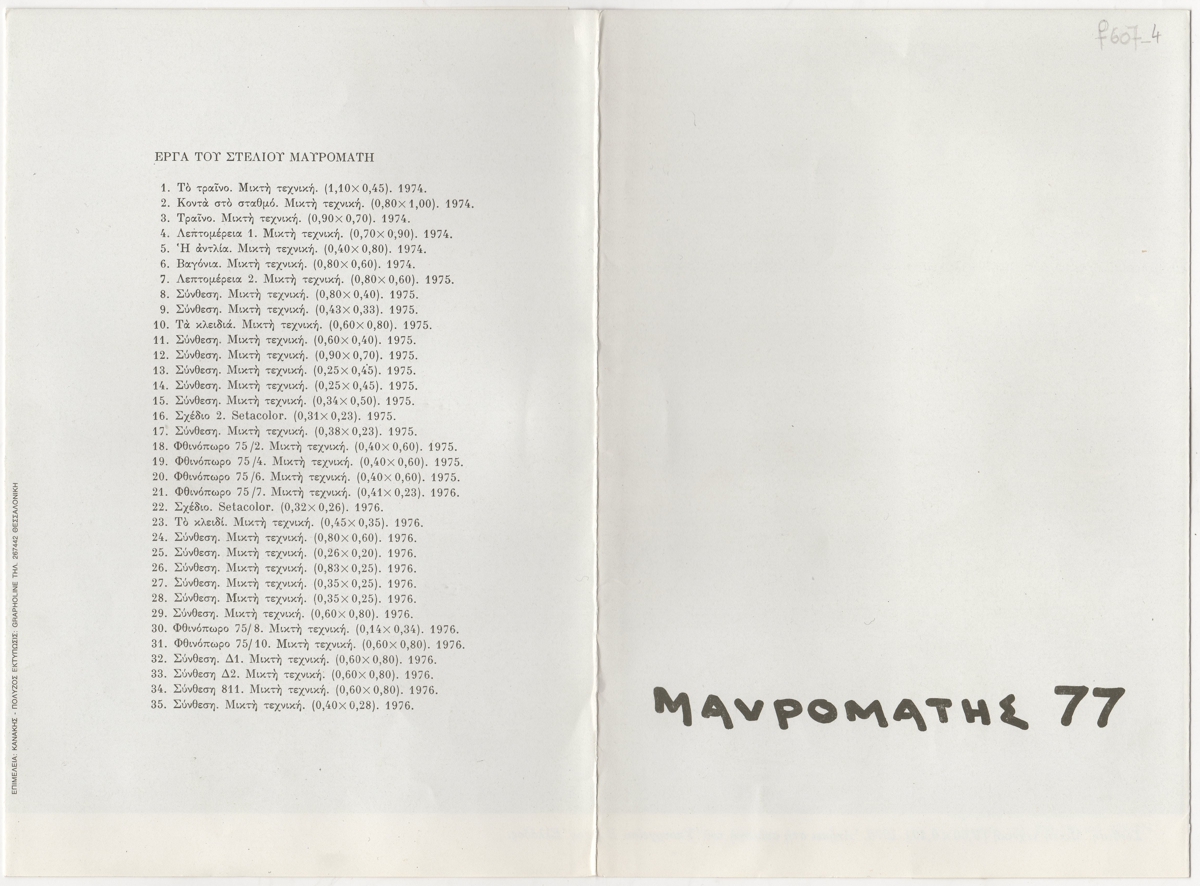 ΕΡΓΑ ΤΟΥ ΣΤΕΛΙΟΥ ΜΑΥΡΟΜΑΤΗ
1. Τὸ τραῖνο. Μικτὴ τεχνική. (1,10×0,45). 1974.
2. Κοντὰ στὸ σταθμό. Μικτὴ τεχνική. (0,80×1,00). 1974.
3. Τραῖνο. Μικτὴ τεχνική. (0,90×0,70). 1974.
4. Λεπτομέρεια 1. Μικτὴ τεχνική. (0,70×0,90). 1974.
5. Ἡ ἀντλία. Μικτὴ τεχνική. (0,40×0,80). 1974.
6. Βαγόνια. Μικτὴ τεχνική. (0,80×0,60). 1974.
7. Λεπτομέρεια 2. Μικτὴ τεχνική. (0,80×0,60). 1975.
8. Σύνθεση. Μικτὴ τεχνική. (0,80×0,40). 1975.
9. Σύνθεση. Μικτὴ τεχνική. (0,43×0,33). 1975.
10. Τὰ κλειδιά. Μικτὴ τεχνική. (0,60×0,80). 1975.
11. Σύνθεση. Μικτὴ τεχνική. (0,60×0,40). 1975.
12. Σύνθεση. Μικτὴ τεχνική. (0,90×0,70). 1975.
13. Σύνθεση. Μικτὴ τεχνική. (0,25×0,45). 1975.
14. Σύνθεση. Μικτὴ τεχνική. (0,25×0,45). 1975.
15. Σύνθεση. Μικτὴ τεχνική. (0,34×0,50). 1975.
16. Σχέδιο 2. Setacolor. (0,31×0,23). 1975.
17. Σύνθεση. Μικτὴ τεχνική. (0,38×0,23). 1975.
18. Φθινόπωρο 75/2. Μικτὴ τεχνική. (0,40×0,60). 1975.
19. Φθινόπωρο 75/4. Μικτὴ τεχνική. (0,40×0,60). 1975.
20. Φθινόπωρο 75/6. Μικτὴ τεχνική. (0,40×0,60). 1975.
21. Φθινόπωρο 75/7. Μικτὴ τεχνική. (0,41×0,23). 1976.
22. Σχέδιο. Setacolor. (0,32×0,26). 1976.
23. Τὸ κλειδί. Μικτὴ τεχνική. (0,45×0,35). 1976.
24. Σύνθεση. Μικτὴ τεχνική. (0,80×0,60). 1976.
25. Σύνθεση. Μικτὴ τεχνική. (0,26×0,20). 1976.
26. Σύνθεση. Μικτὴ τεχνική. (0,83×0,25). 1976.
27. Σύνθεση. Μικτὴ τεχνική. (0,35×0,25). 1976.
28. Σύνθεση. Μικτὴ τεχνική. (0,35×0,25). 1976.
29. Σύνθεση. Μικτὴ τεχνική. (0,60×0,80). 1976.
30. Φθινόπωρο 75/8. Μικτὴ τεχνική. (0,14×0,34). 1976.
31. Φθινόπωρο 75/10. Μικτὴ τεχνική. (0,60×0,80). 1976.
32. Σύνθεση. Δ1. Μικτὴ τεχνική. (0,60×0,80). 1976.
33. Σύνθεση Δ2. Μικτὴ τεχνική. (0,60×0,80). 1976.
34. Σύνθεση 811. Μικτὴ τεχνική. (0,60×0,80). 1976.
35. Σύνθεση. Μικτὴ τεχνική. (0,40×0,28). 1976.
ΕΠΙΜΕΛΕΙΑ: ΚΑΝΑΚΗΣ - ΠΟΛΥΖΟΣ ΕΚΤΥΠΩΣΙΣ: GRAPHOLINE ΤΗΛ. 267442 ΘΕΣΣΑΛΟΝΙΚΗ
φ607_4
ΜΑΥΡΟΜΑΤΗΣ 77